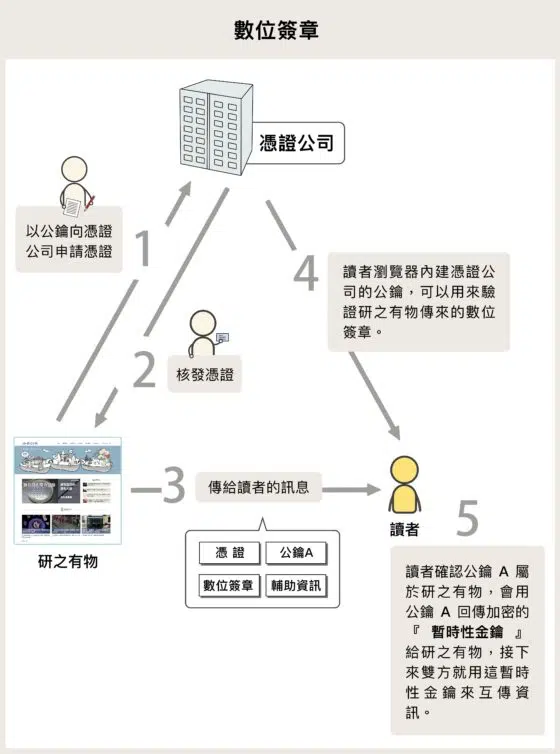 數位簽章
憑證公司
以公鑰向憑證
公司申請憑證
1
4
讀者瀏覽器內建憑證公
司的公鑰，可以用來驗
證研之有物傳來的數位
簽章。
2
核發憑證
研之有物
3
傳給讀者的訊息
憑證
公鑰A
數位簽章
輔助資訊
讀者
5
讀者確認公鑰 A 屬
於研之有物，會用
公鑰 A 回傳加密的
『 暫時性金鑰 』
給研之有物，接下
來雙方就用這暫時
性金鑰來互傳資
訊。